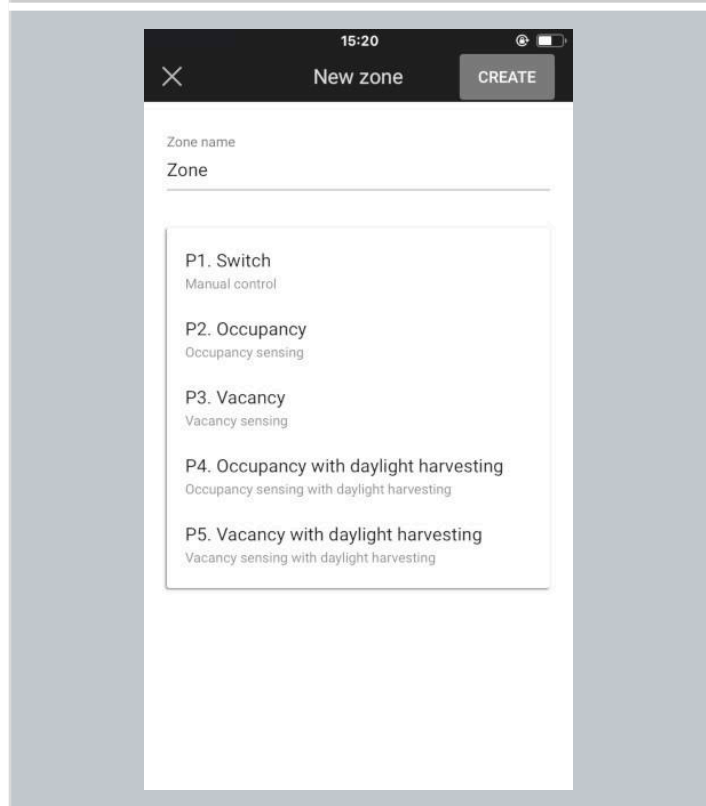 15:20
New zone CREATE
Zone name
Zone
P1. Switch
Manual control
P2. Occupancy
Occupancy sensing
P3. Vacancy
Vacancy sensing
P4. Occupancy with daylight harvesting
Occupancy sensing with daylight harvesting
P5. Vacancy with daylight harvesting
Vacancy sensing with daylight harvesting